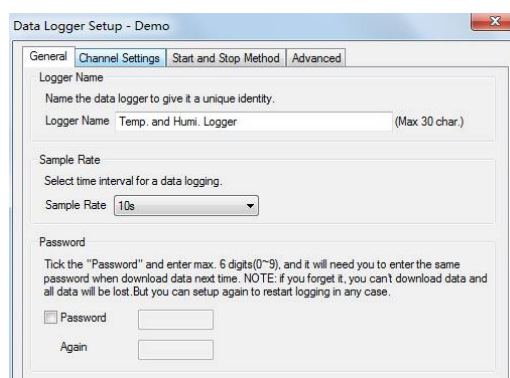 Data Logger Setup - Demo
General Channel Settings Start and Stop Method Advanced
Logger Name
Name the data logger to give it a unique identity.
Logger Name Temp. and Humi. Logger (Max 30 char.)
Sample Rate
Select time interval for a data logging.
Sample Rate 10s
Password
Tick the "Password" and enter max. 6 digits(0~9), and it will need you to enter the same
password when download data next time. NOTE: if you forget it, you can't download data and
all data will be lost.But you can setup again to restart logging in any case.
Password
Again